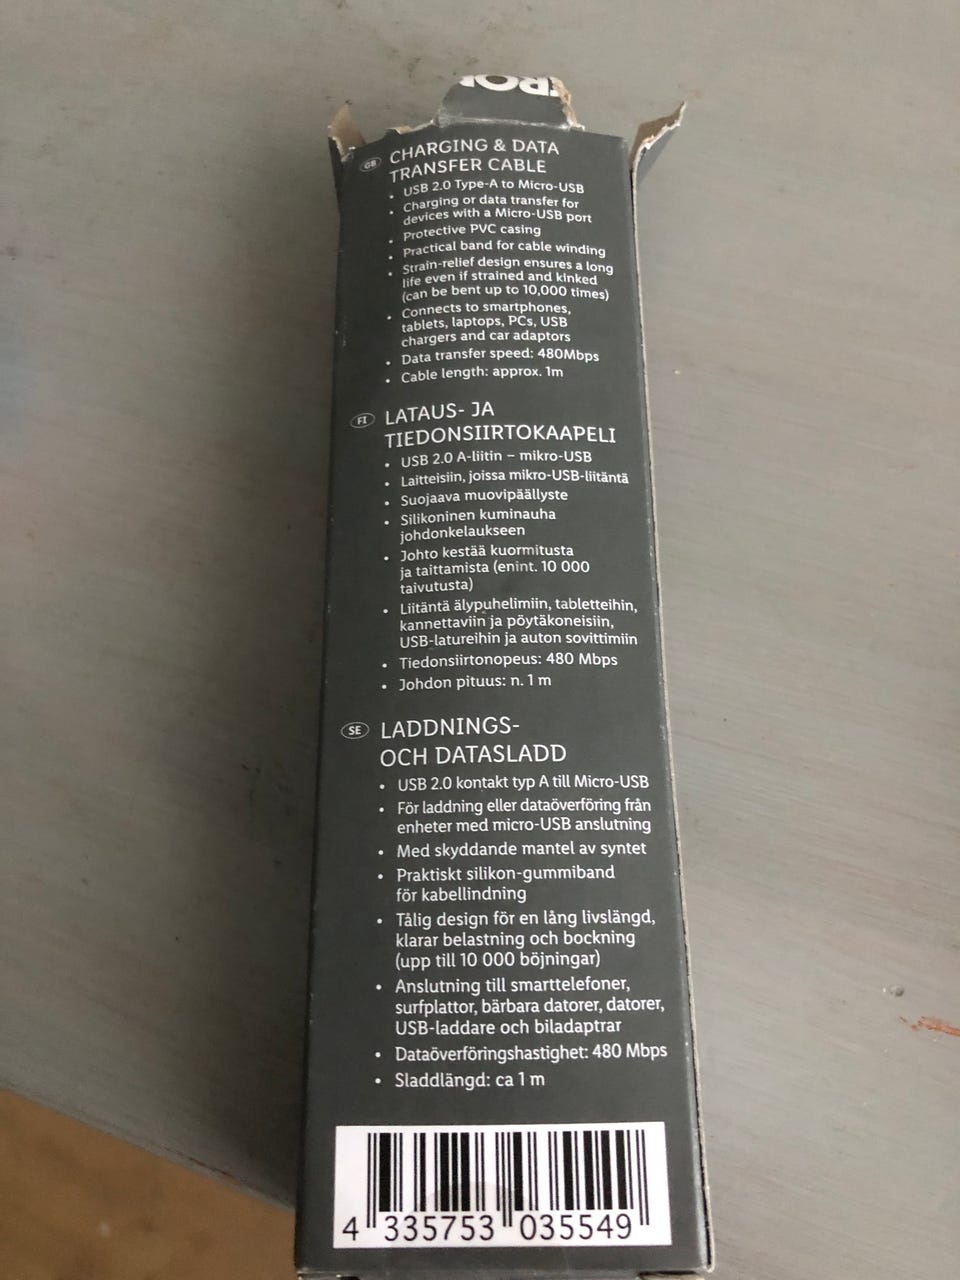 GB
CHARGING & DATA
TRANSFER CABLE
• USB 2.0 Type-A to Micro-USB
• Charging or data transfer for
devices with a Micro-USB port
• Protective PVC casing
• Practical band for cable winding
• Strain-relief design ensures a long
life even if strained and kinked
(can be bent up to 10,000 times)
• Connects to smartphones,
tablets, laptops, PCs, USB
chargers and car adaptors
• Data transfer speed: 480Mbps
• Cable length: approx. 1m
FI
LATAUS- JA
TIEDONSIIRTOKAAPELI
• USB 2.0 A-liitin – mikro-USB
• Laitteisiin, joissa mikro-USB-liitäntä
• Suojaava muovipäällyste
• Silikoninen kuminauha
johdonkelaukseen
• Johto kestää kuormitusta
ja taittamista (enint. 10 000
taivutusta)
• Liitäntä älypuhelimiin, tabletteihin,
kannettaviin ja pöytäkoneisiin,
USB-latureihin ja auton sovittimiin
• Tiedonsiirtonopeus: 480 Mbps
• Johdon pituus: n. 1 m
SE
LADDNINGS-
OCH DATASLADD
• USB 2.0 kontakt typ A till Micro-USB
• För laddning eller dataöverföring från
enheter med micro-USB anslutning
• Med skyddande mantel av syntet
• Praktiskt silikon-gummiband
för kabellindning
• Tålig design för en lång livslängd,
klarar belastning och bockning
(upp till 10 000 böjningar)
• Anslutning till smarttelefoner,
surfplattor, bärbara datorer, datorer,
USB-laddare och biladaptrar
• Dataöverföringshastighet: 480 Mbps
• Sladdlängd: ca 1 m
4 335753 035549